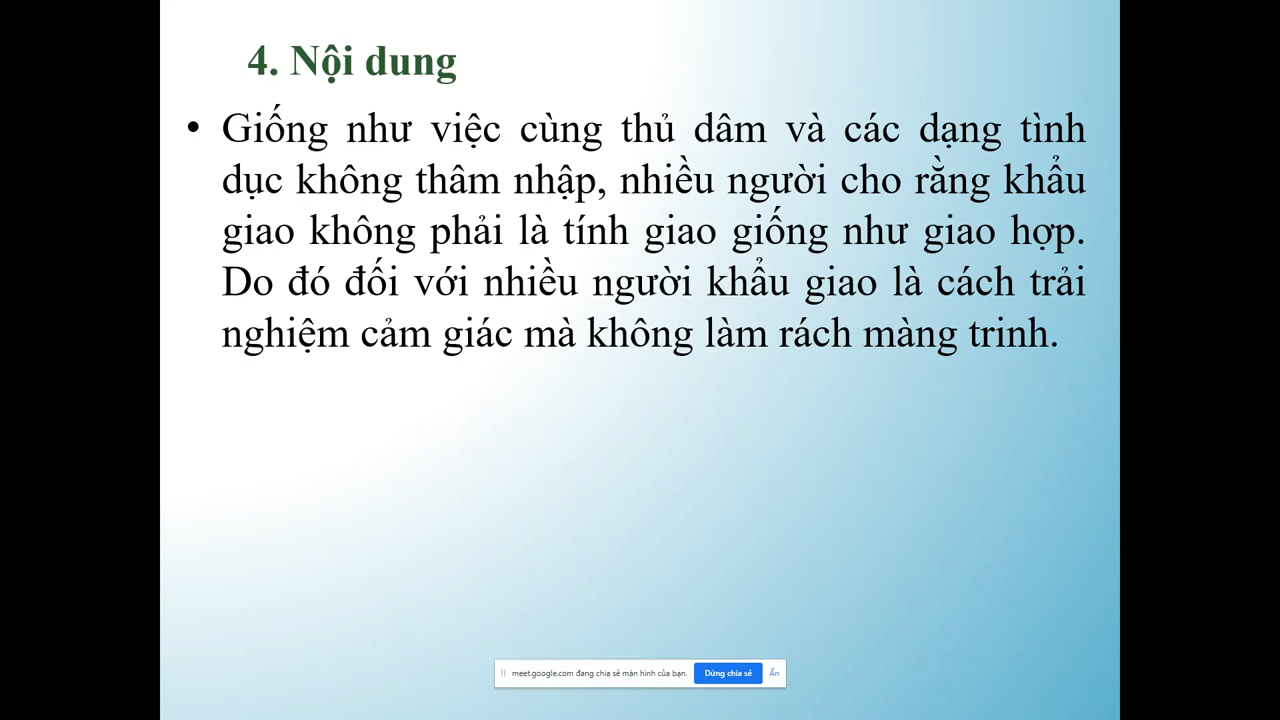 4. Nội dung
• Giống như việc cùng thủ dâm và các dạng tình
dục không thâm nhập, nhiều người cho rằng khẩu
giao không phải là tính giao giống như giao hợp.
Do đó đối với nhiều người khẩu giao là cách trải
nghiệm cảm giác mà không làm rách màng trinh.
meet.google.com đang chia sẻ màn hình của bạn. Dừng chia sẻ Ẩn